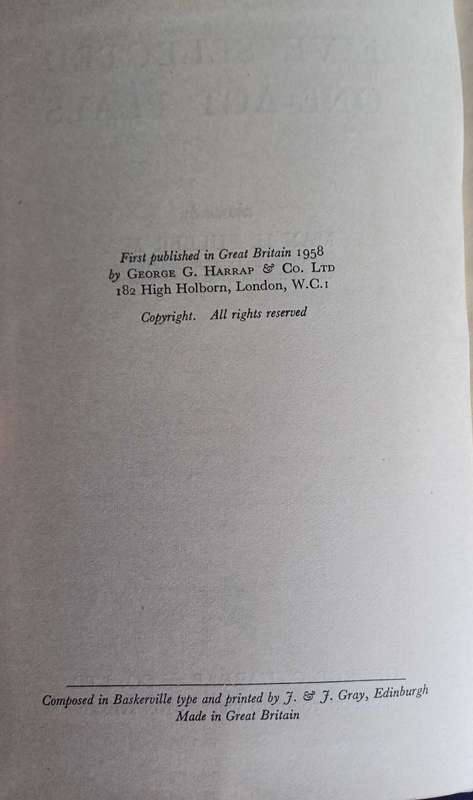 First published in Great Britain 1958
by GEORGE G. HARRAP & CO. LTD
182 High Holborn, London, W.C.1
Copyright. All rights reserved
Composed in Baskerville type and printed by J. & J. Gray, Edinburgh
Made in Great Britain